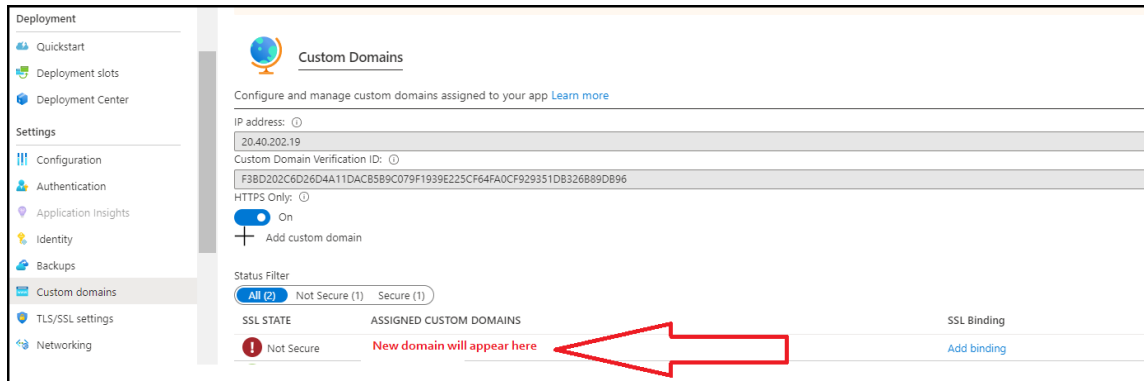 Deployment
Quickstart
Deployment slots
Deployment Center
Settings
Configuration
Authentication
Application Insights
Identity
Backups
Custom domains
TLS/SSL settings
Networking
Custom Domains
Configure and manage custom domains assigned to your app Learn more
IP address:
20.40.202.19
Custom Domain Verification ID:
F3BD202C6D26D4A11DACB5B9C079F1939E225CF64FA0CF929351DB326B89DB96
HTTPS Only:
On
Add custom domain
Status Filter
All (2) Not Secure (1) Secure (1)
SSL STATE ASSIGNED CUSTOM DOMAINS SSL Binding
Not Secure New domain will appear here Add binding